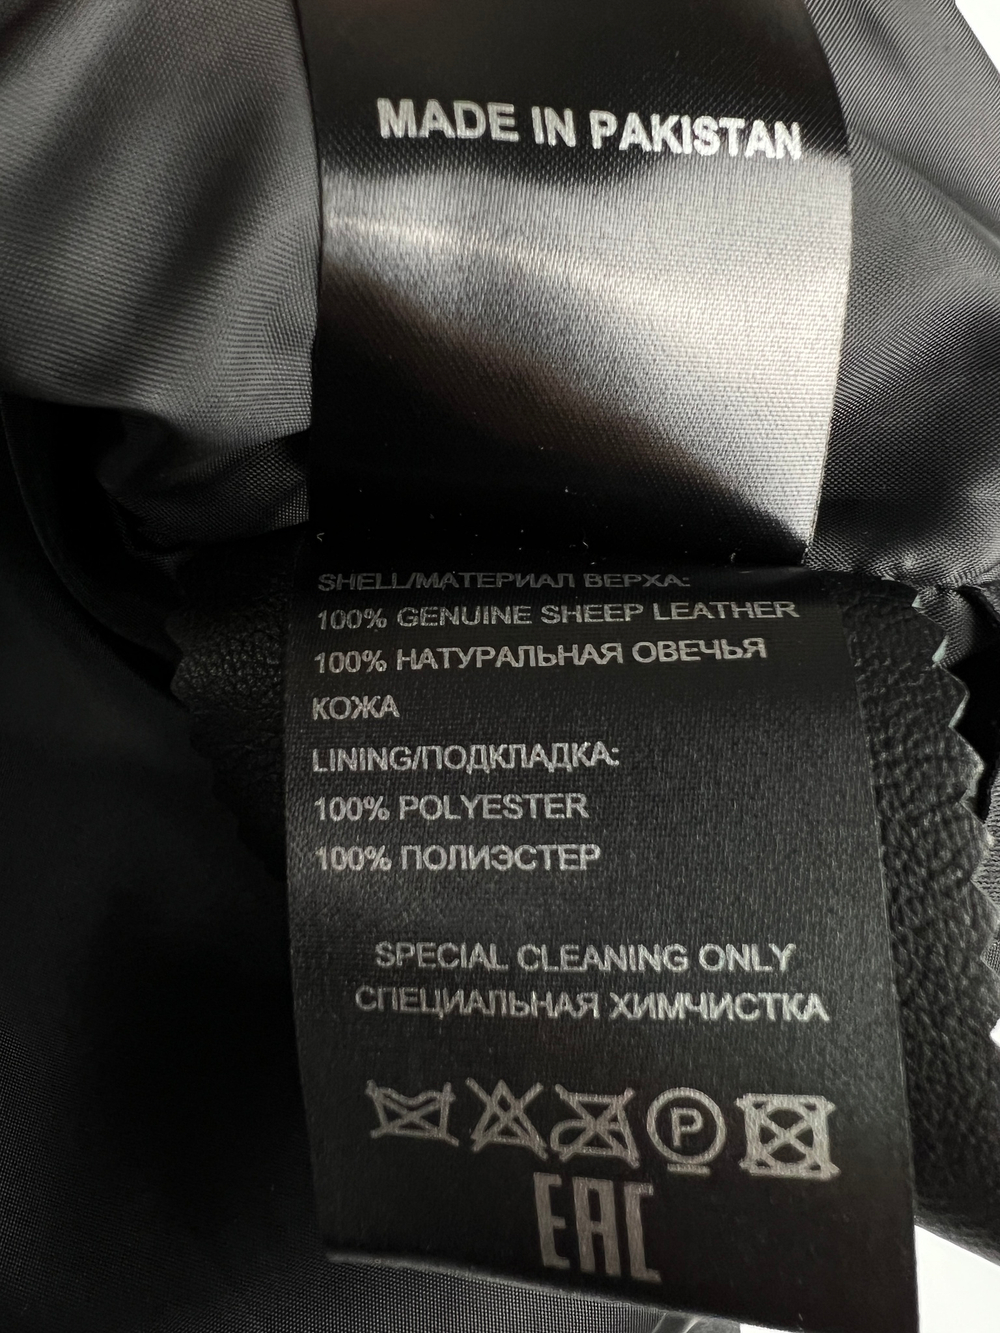 MADE IN PAKISTAN
SHELL/МАТЕРИАЛ ВЕРХА:
100% GENUINE SHEEP LEATHER
100% НАТУРАЛЬНАЯ ОВЕЧЬЯ
КОЖА
LINING/ПОДКЛАДКА:
100% POLYESTER
100% ПОЛИЭСТЕР
SPECIAL CLEANING ONLY
СПЕЦИАЛЬНАЯ ХИМЧИСТКА
P
EAC